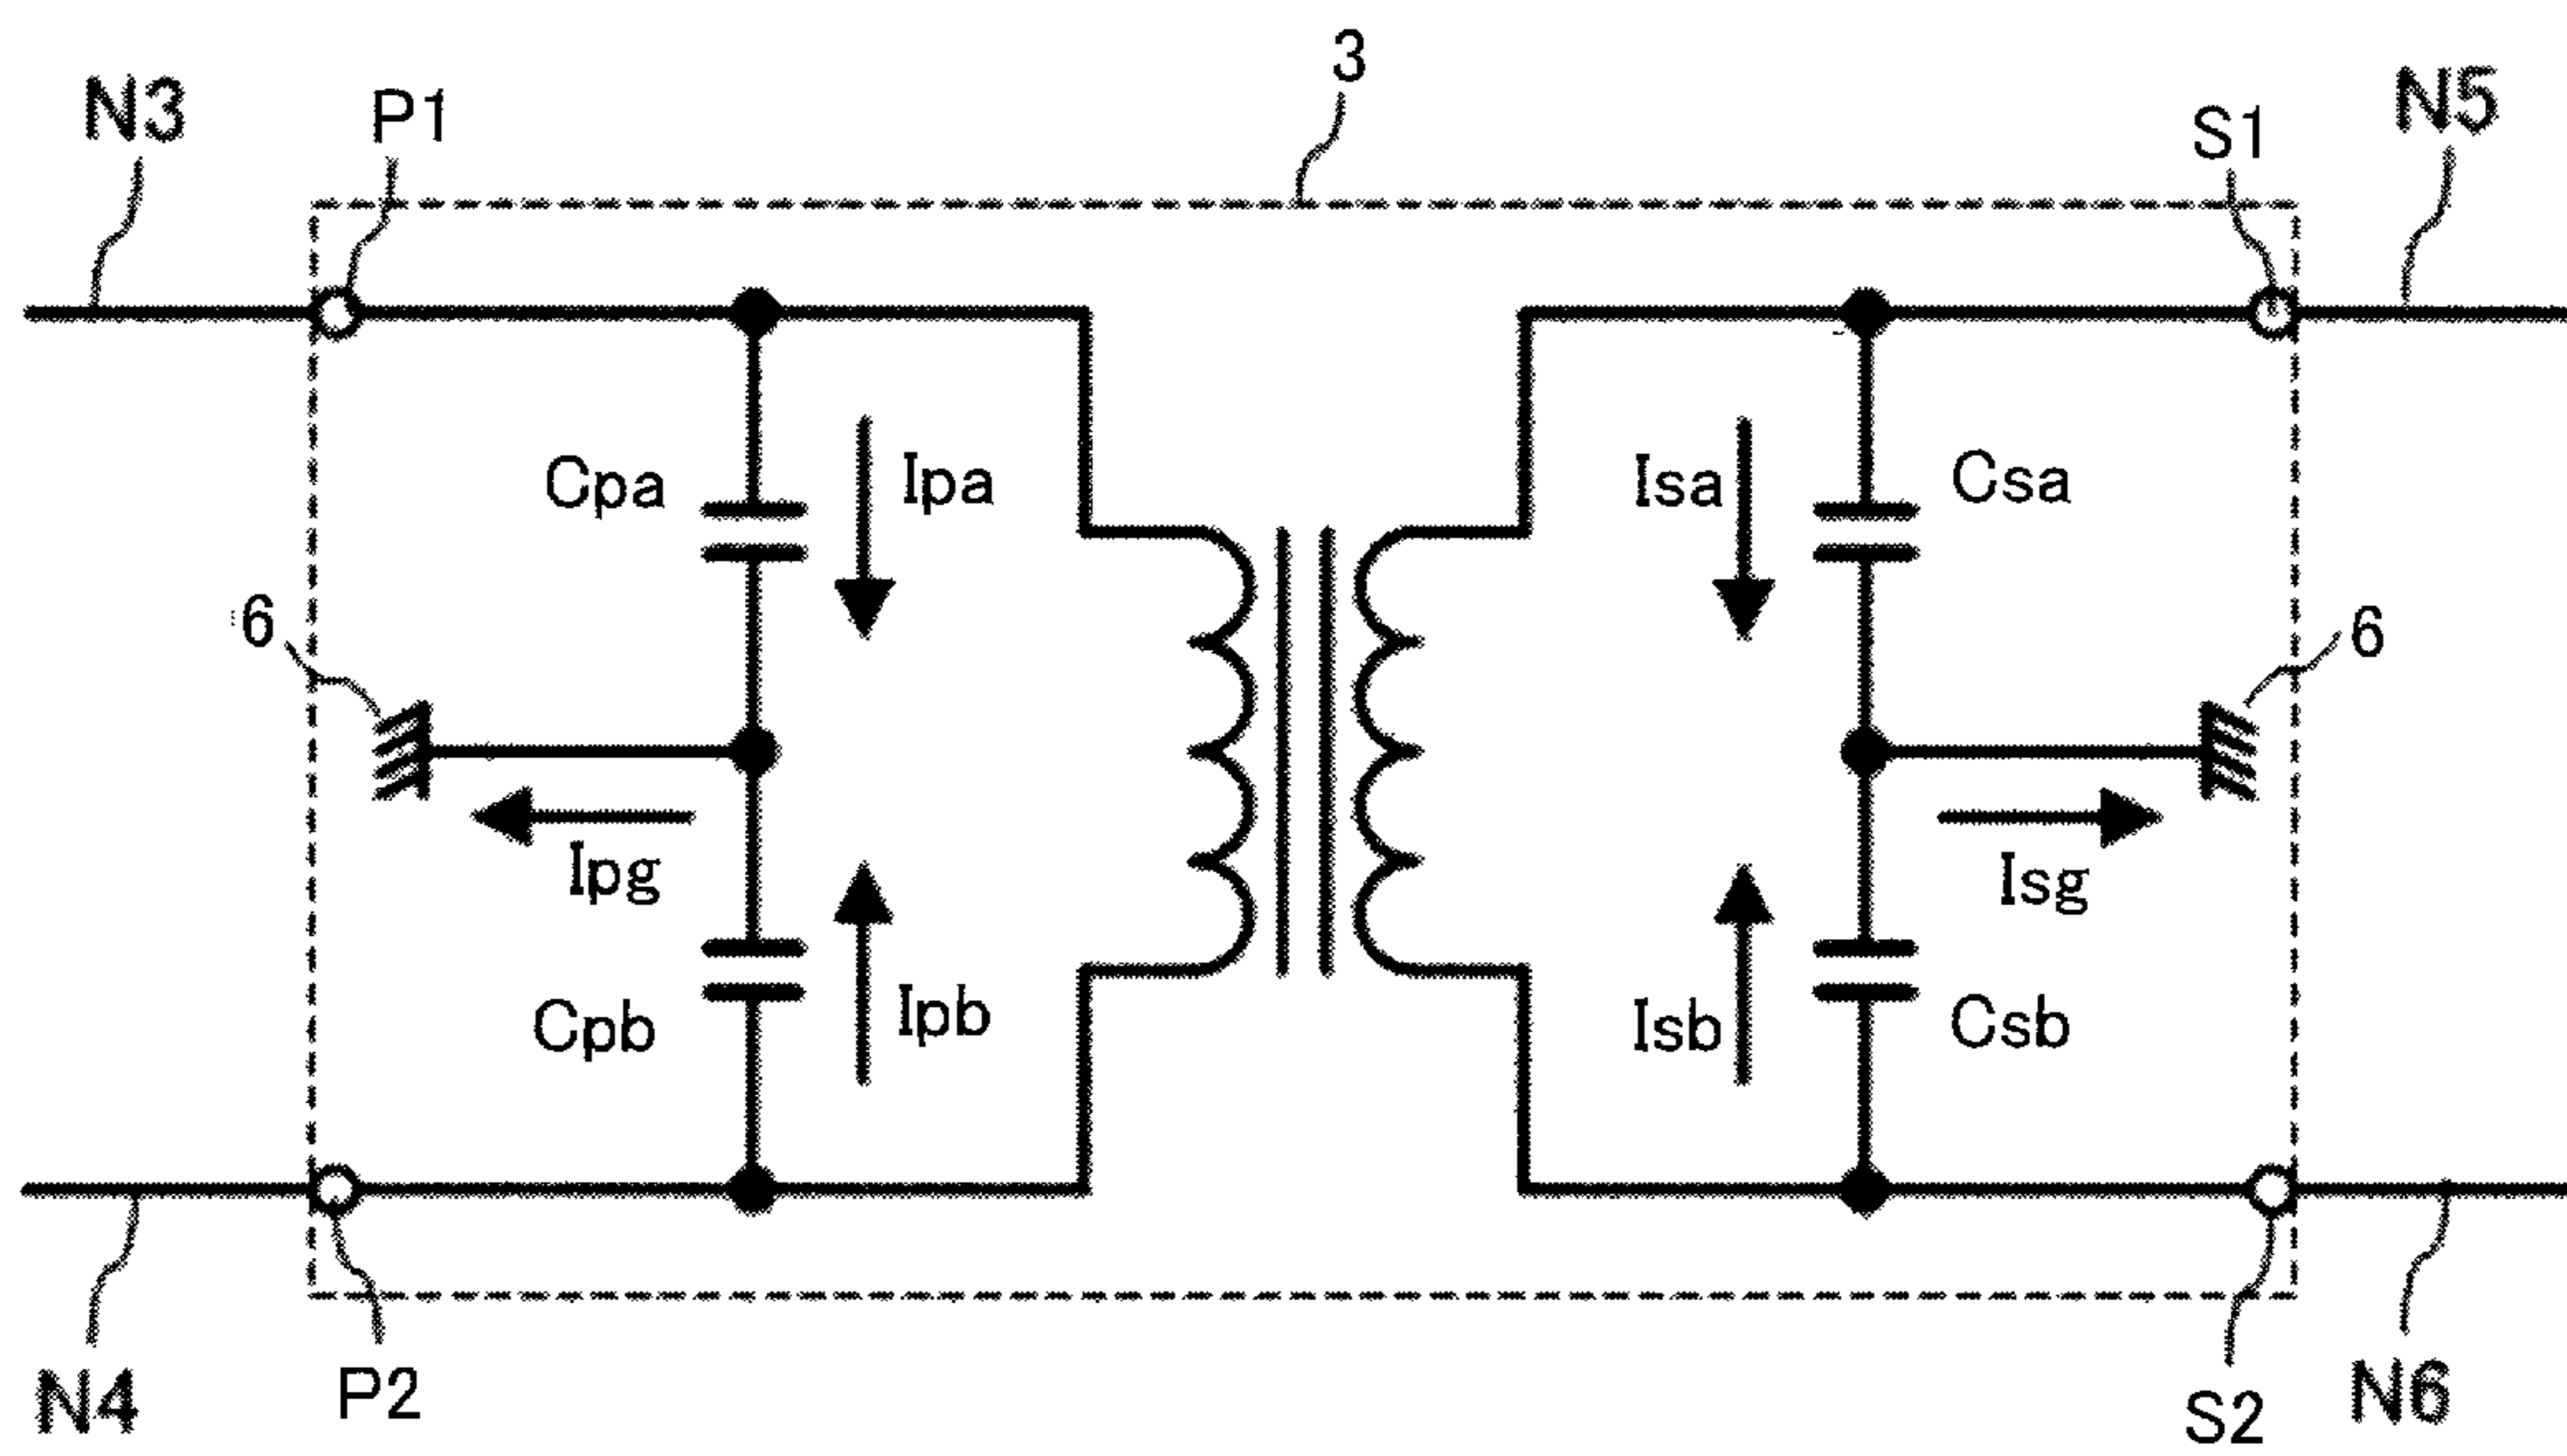 3
N3
P1
S1
N5
Cpa
Ipa
Isa
Csa
6
6
Ipg
Isg
Cpb
Ipb
Isb
Csb
N4
P2
S2
N6